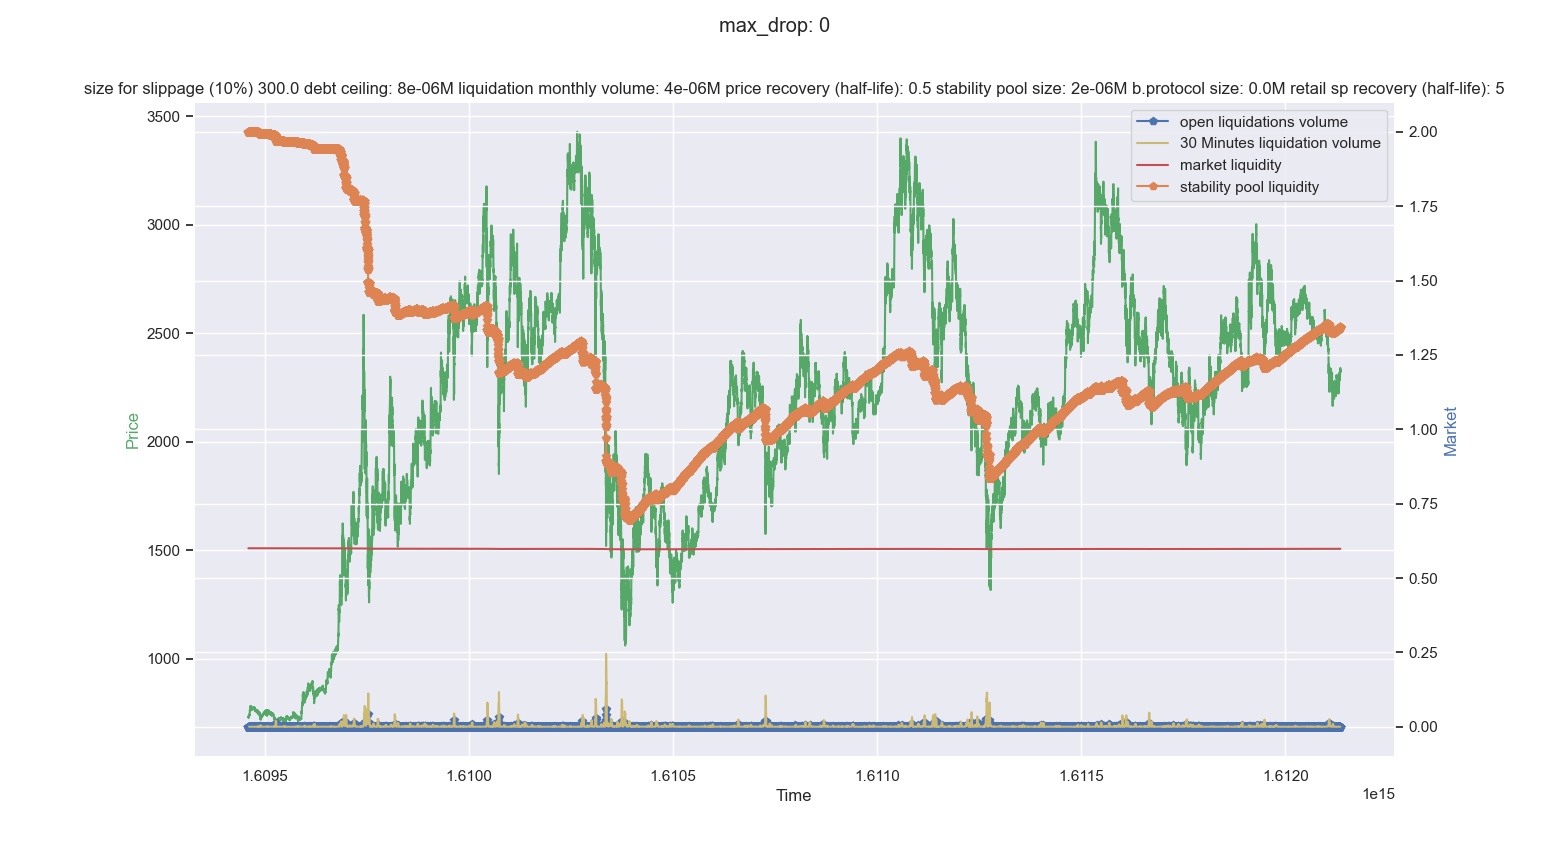 max_drop: 0
size for slippage (10%) 300.0 debt ceiling: 8e-06M liquidation monthly volume: 4e-06M price recovery (half-life): 0.5 stability pool size: 2e-06M b.protocol size: 0.0M retail sp recovery (half-life): 5
open liquidations volume
30 Minutes liquidation volume
market liquidity
stability pool liquidity
3500
3000
2500
2000
1500
1000
Price
2.00
1.75
1.50
1.25
1.00
0.75
0.50
0.25
0.00
Market
1.6095 1.6100 1.6105 1.6110 1.6115 1.6120
1e15
Time